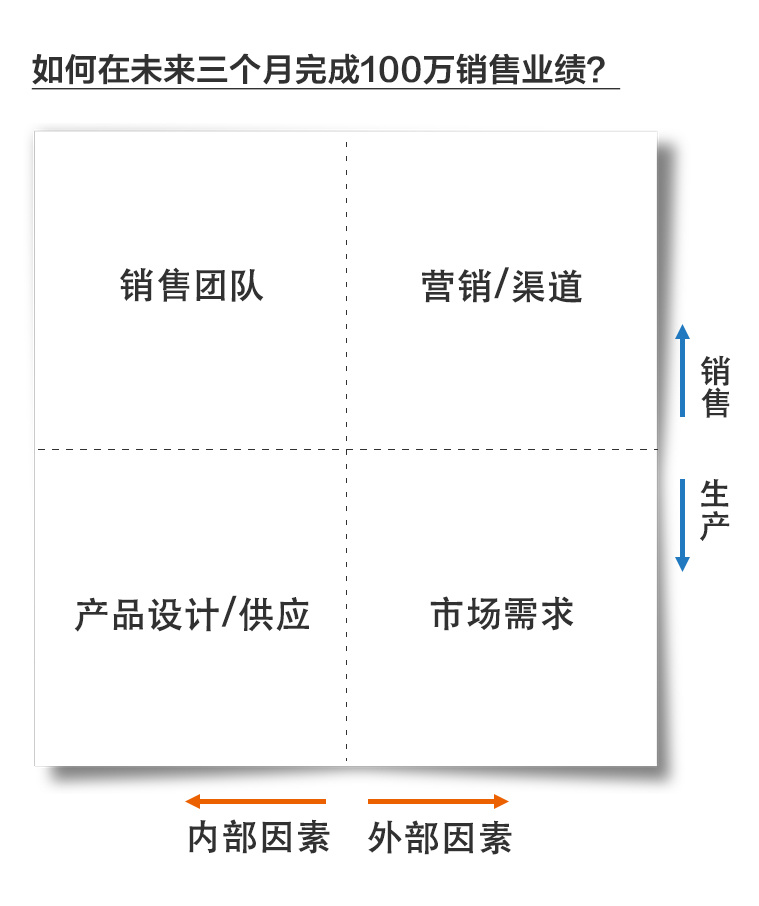 如何在未来三个月完成100万销售业绩？
销售团队
营销/渠道
销售
生产
产品设计/供应
市场需求
内部因素
外部因素